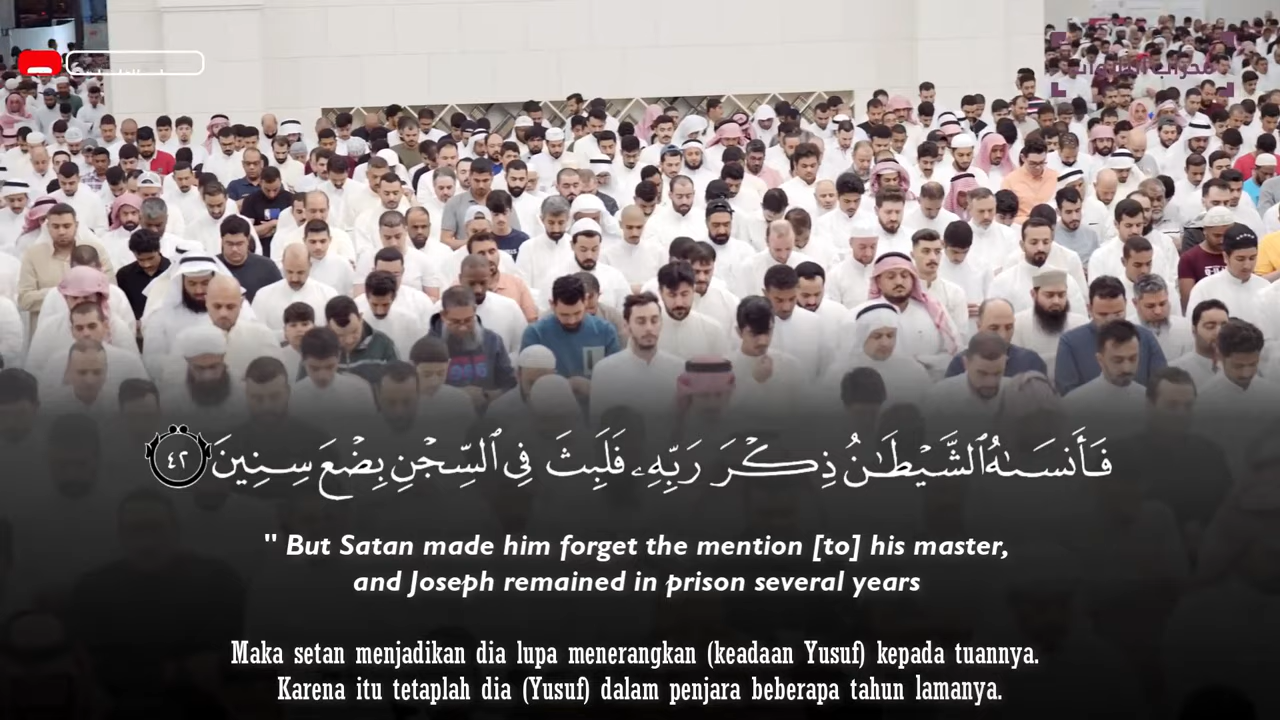 فَأَنسَىٰهُ ٱلشَّيْطَٰنُ ذِكْرَ رَبِّهِۦ فَلَبِثَ فِى ٱلسِّجْنِ بِضْعَ سِنِينَ ٤٢
" But Satan made him forget the mention [to] his master,
and Joseph remained in prison several years
Maka setan menjadikan dia lupa menerangkan (keadaan Yusuf) kepada tuannya.
Karena itu tetaplah dia (Yusuf) dalam penjara beberapa tahun lamanya.